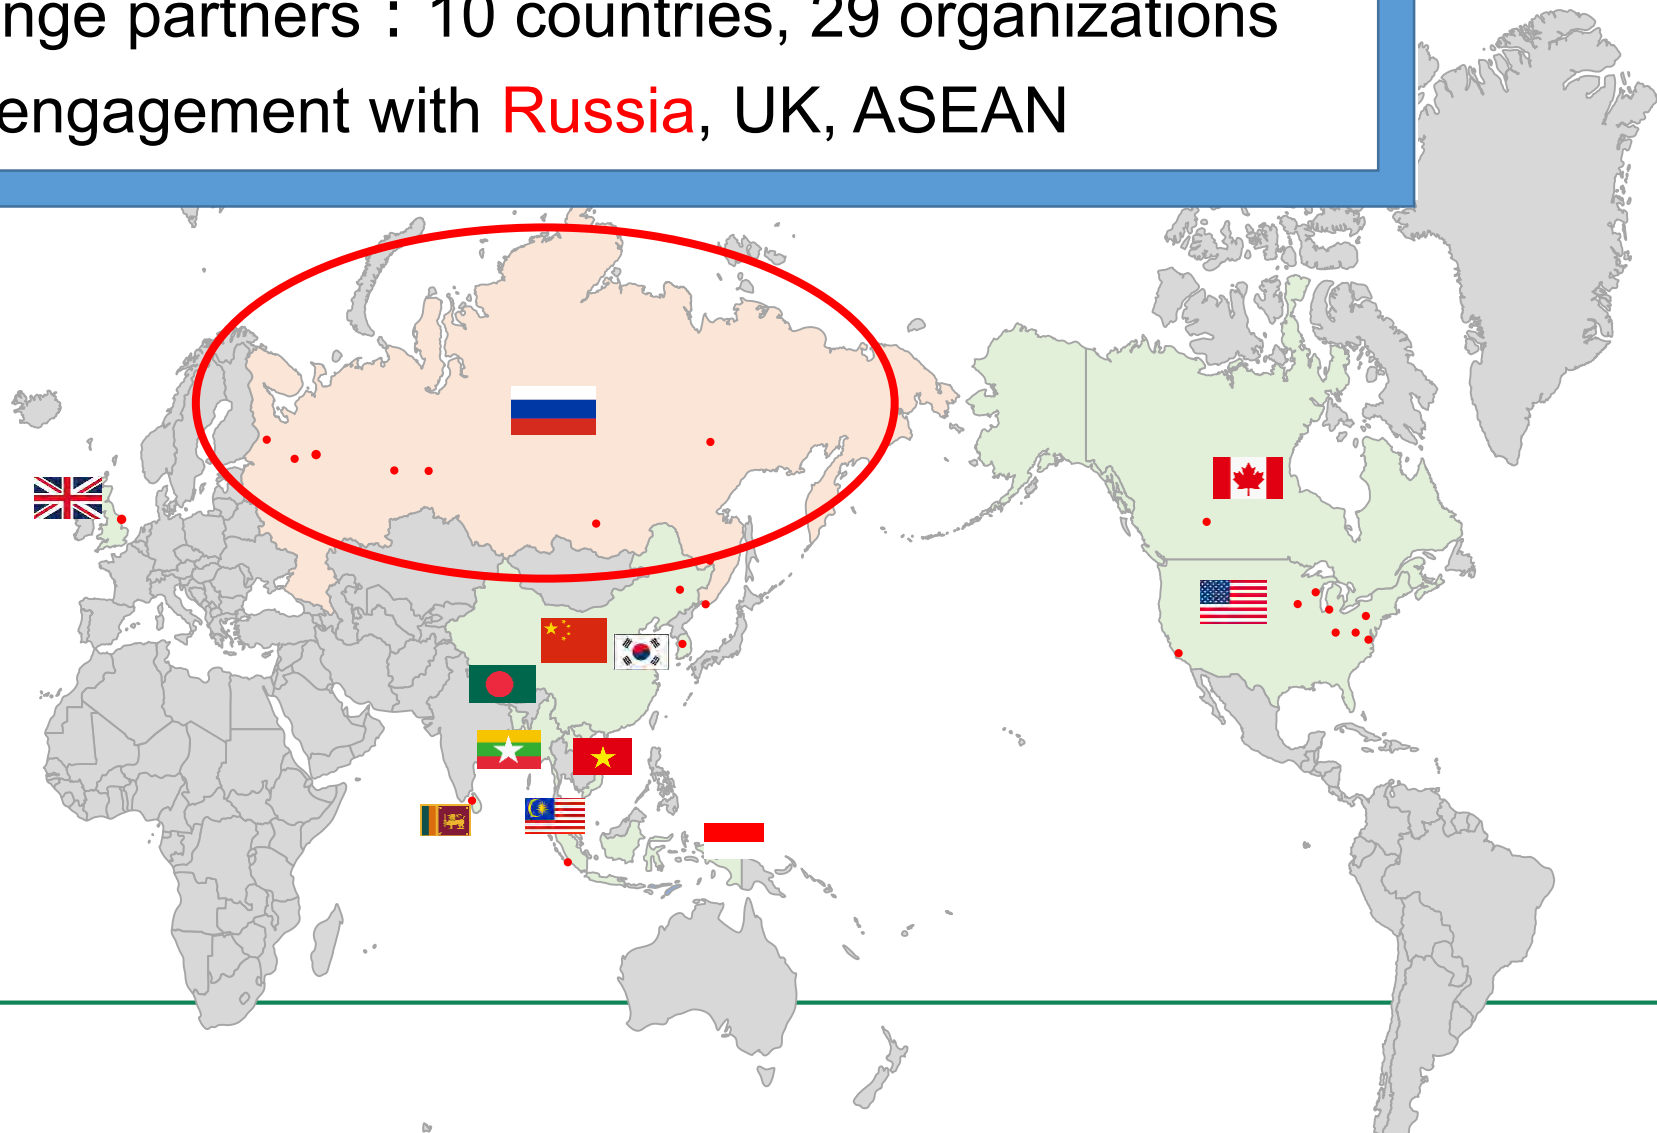 nge partners：10 countries, 29 organizations
engagement with Russia, UK, ASEAN